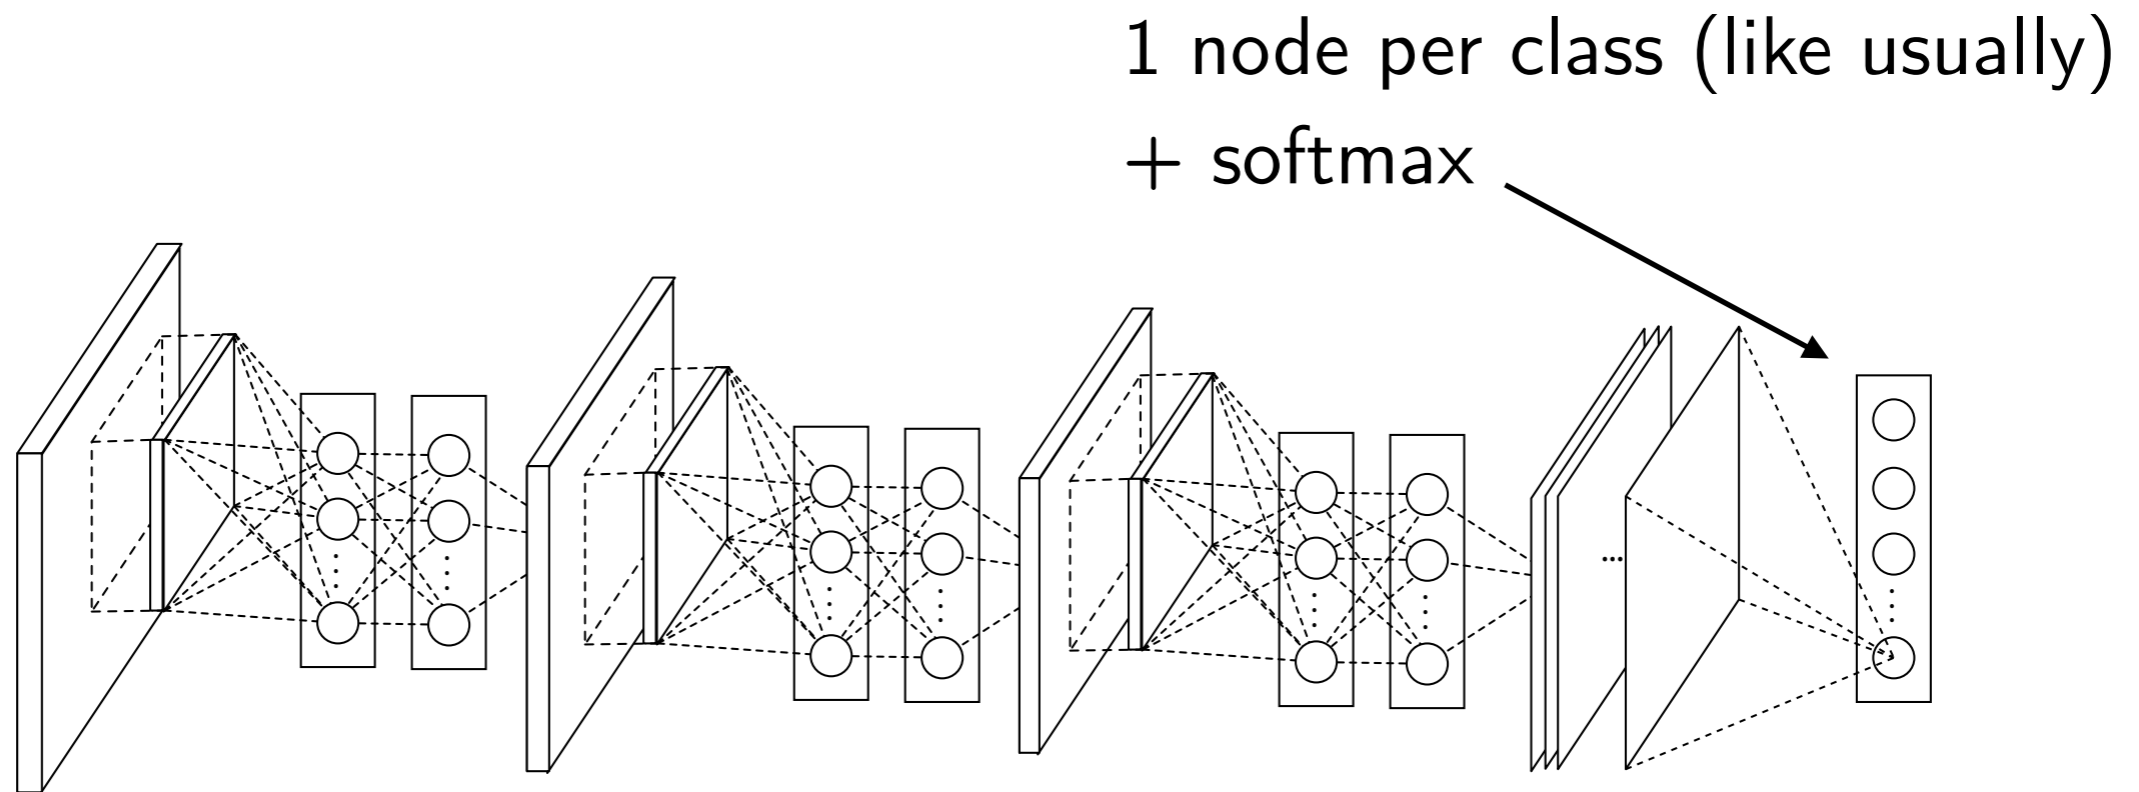 1 node per class (like usually)
+ softmax
...